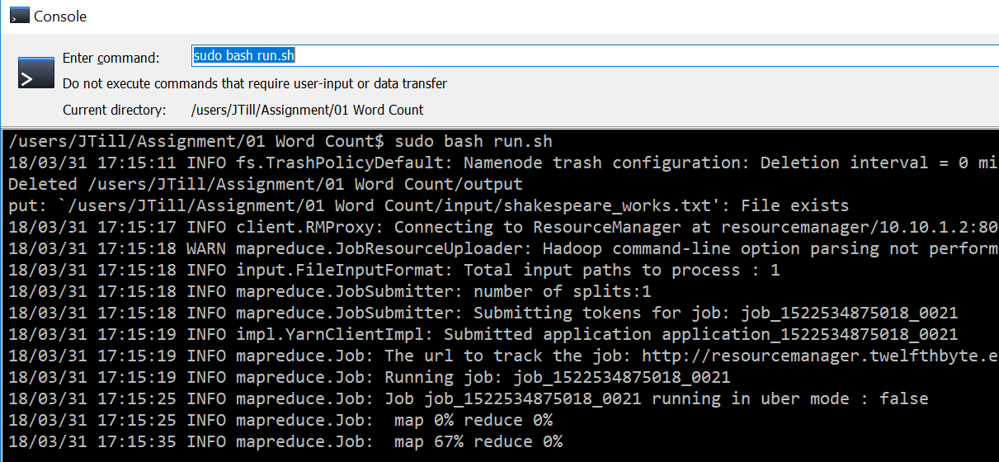 Console
Enter command: sudo bash run.sh
Do not execute commands that require user-input or data transfer
Current directory: /users/JTill/Assignment/01 Word Count
/users/JTill/Assignment/01 Word Count$ sudo bash run.sh
18/03/31 17:15:11 INFO fs.TrashPolicyDefault: Namenode trash configuration: Deletion interval = 0 mi
Deleted /users/JTill/Assignment/01 Word Count/output
put: `/users/JTill/Assignment/01 Word Count/input/shakespeare_works.txt': File exists
18/03/31 17:15:17 INFO client.RMProxy: Connecting to ResourceManager at resourcemanager/10.10.1.2:80
18/03/31 17:15:18 WARN mapreduce.JobResourceUploader: Hadoop command-line option parsing not perform
18/03/31 17:15:18 INFO input.FileInputFormat: Total input paths to process : 1
18/03/31 17:15:18 INFO mapreduce.JobSubmitter: number of splits:1
18/03/31 17:15:18 INFO mapreduce.JobSubmitter: Submitting tokens for job: job_1522534875018_0021
18/03/31 17:15:19 INFO impl.YarnClientImpl: Submitted application application_1522534875018_0021
18/03/31 17:15:19 INFO mapreduce.Job: The url to track the job: http://resourcemanager.twelfthbyte.e
18/03/31 17:15:19 INFO mapreduce.Job: Running job: job_1522534875018_0021
18/03/31 17:15:25 INFO mapreduce.Job: Job job_1522534875018_0021 running in uber mode : false
18/03/31 17:15:25 INFO mapreduce.Job:  map 0% reduce 0%
18/03/31 17:15:35 INFO mapreduce.Job:  map 67% reduce 0%